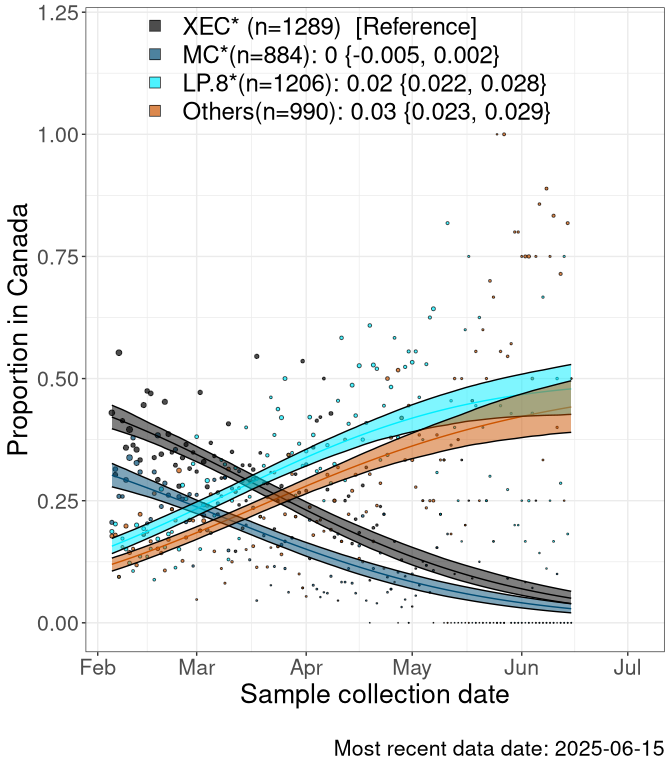 XEC* (n=1289)  [Reference]
MC*(n=884): 0 {-0.005, 0.002}
LP.8*(n=1206): 0.02 {0.022, 0.028}
Others(n=990): 0.03 {0.023, 0.029}
1.25
1.00
0.75
0.50
0.25
0.00
Proportion in Canada
Feb Mar Apr May Jun Jul
Sample collection date
Most recent data date: 2025-06-15